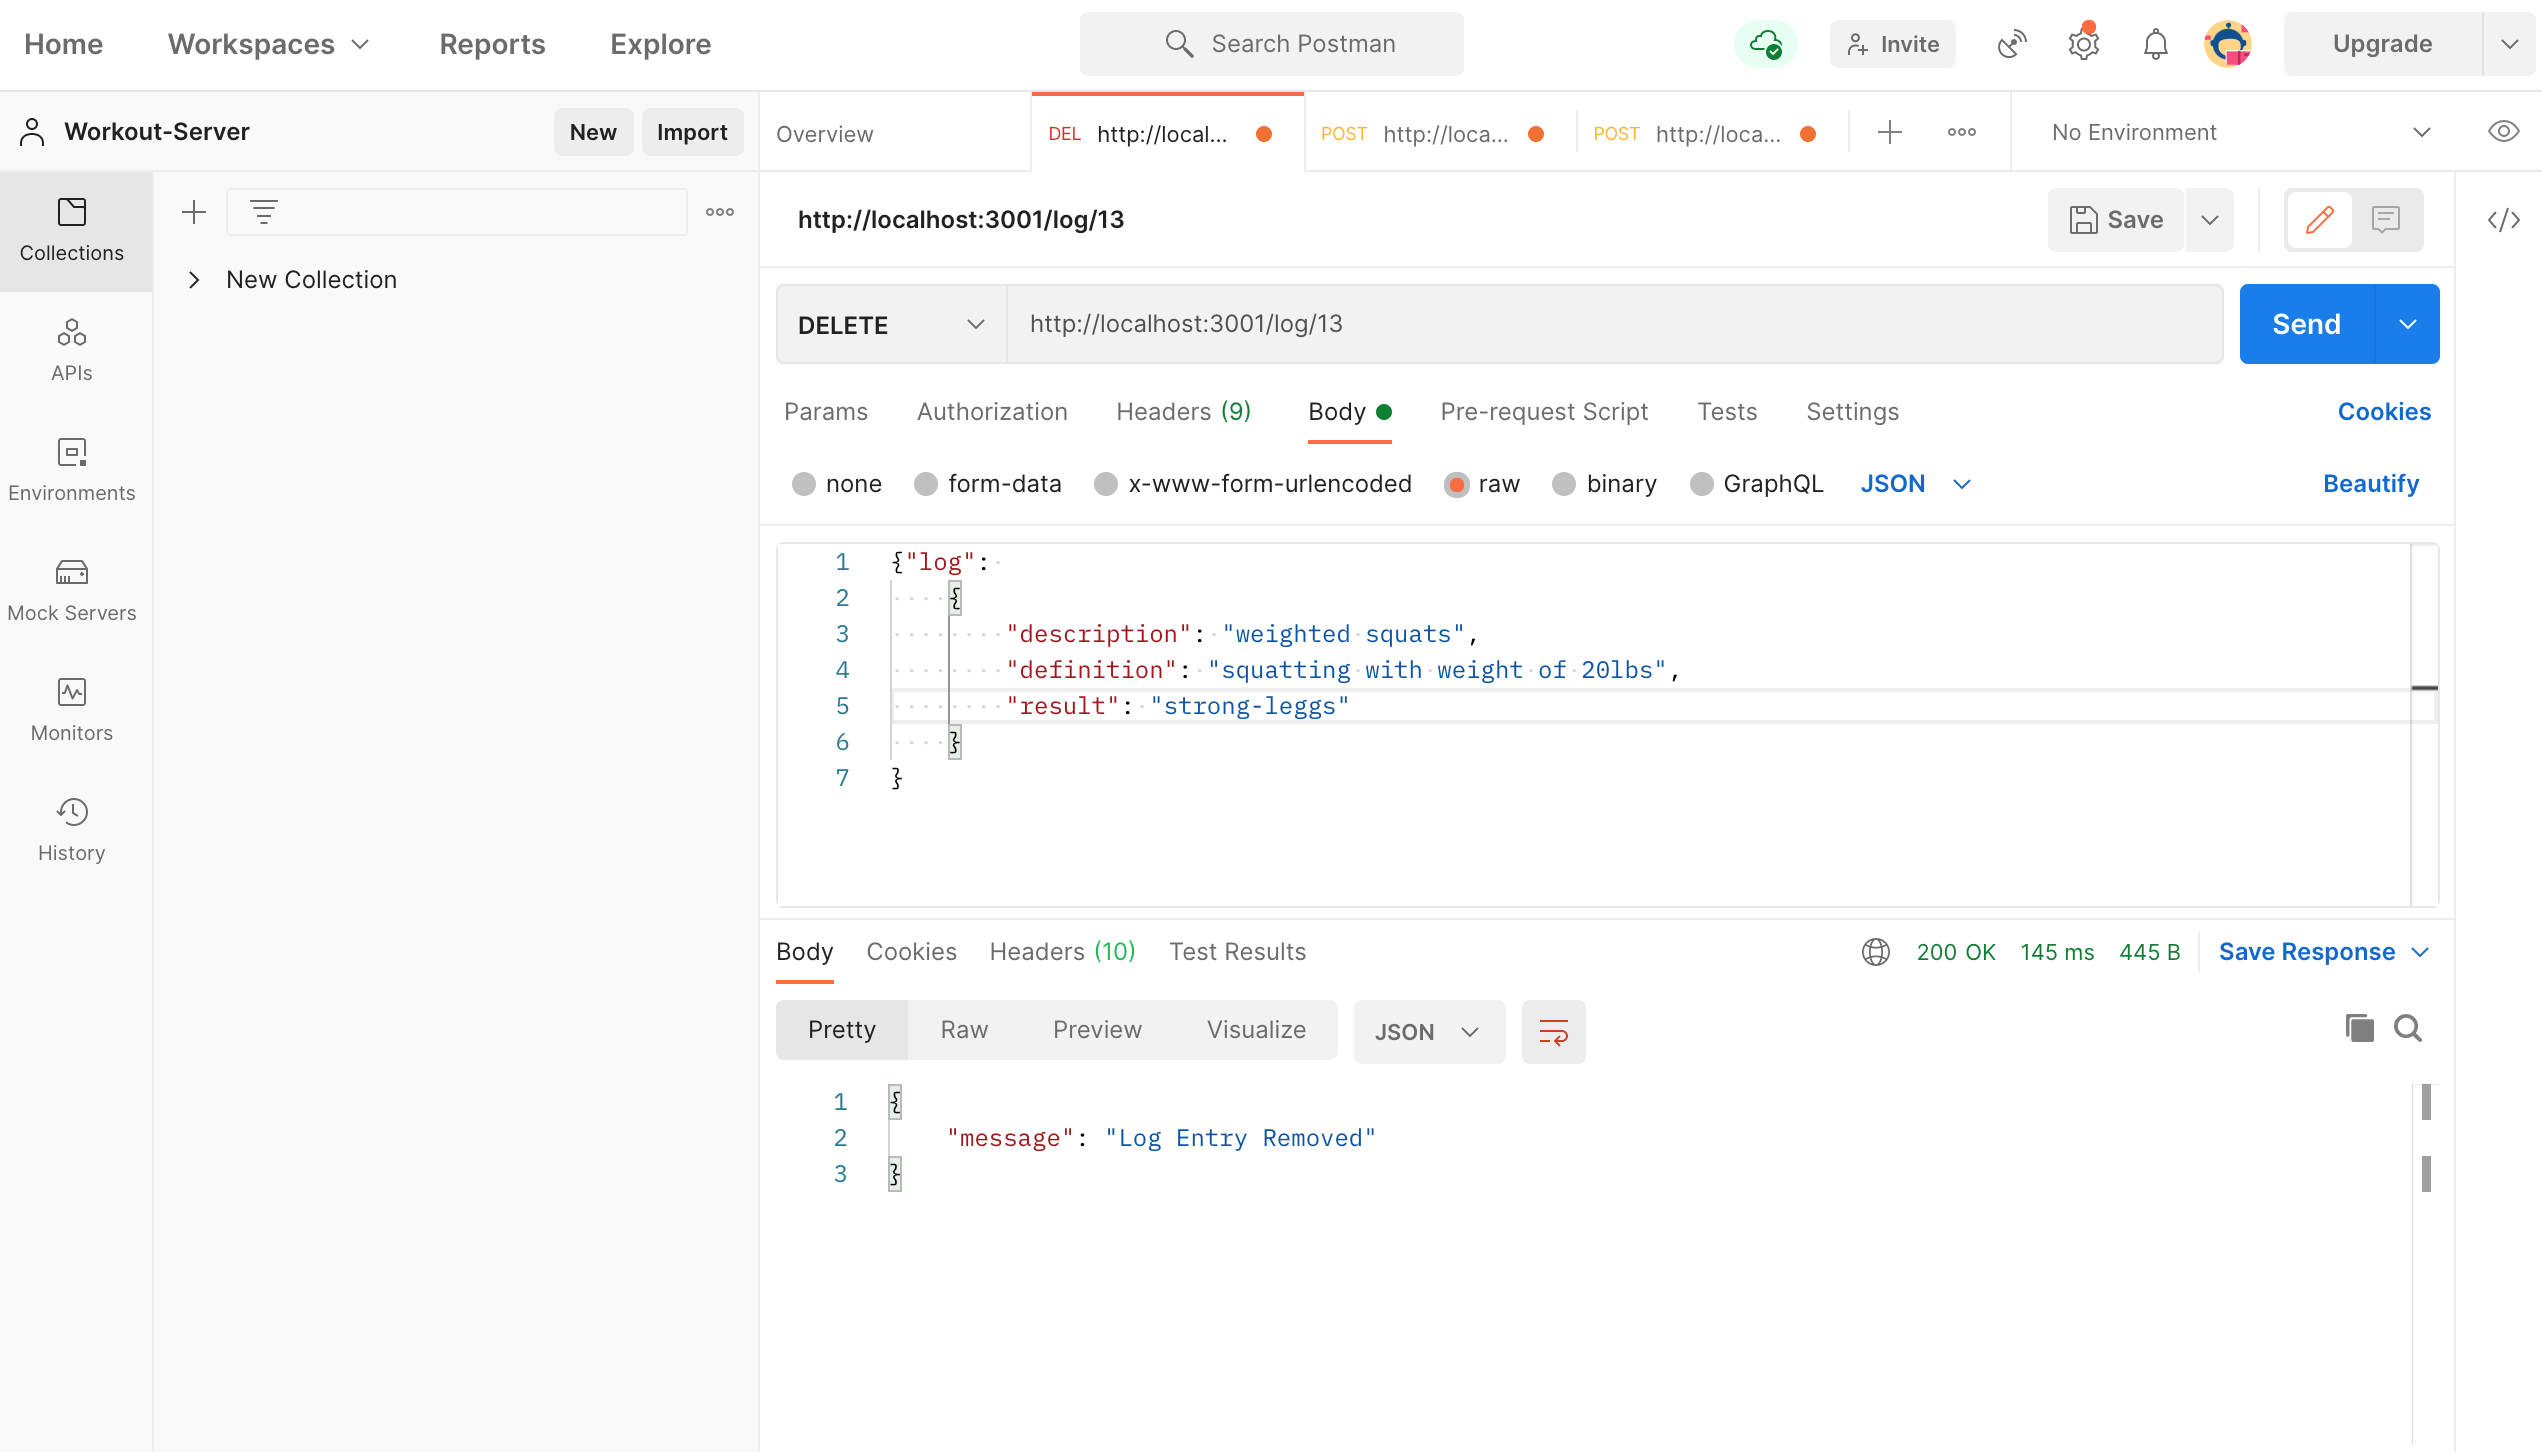 Home Workspaces Reports Explore Search Postman Invite Upgrade
Workout-Server New Import Overview DEL http://local... POST http://loca... POST http://loca... No Environment
Collections
New Collection
APIs
Environments
Mock Servers
Monitors
History
http://localhost:3001/log/13 Save </>
DELETE http://localhost:3001/log/13 Send
Params Authorization Headers (9) Body Pre-request Script Tests Settings Cookies
none form-data x-www-form-urlencoded raw binary GraphQL JSON Beautify
1 {"log":
2 {
3 "description": "weighted squats",
4 "definition": "squatting with weight of 20lbs",
5 "result": "strong-leggs"
6 }
7 }
Body Cookies Headers (10) Test Results 200 OK 145 ms 445 B Save Response
Pretty Raw Preview Visualize JSON
1 {
2 "message": "Log Entry Removed"
3 }